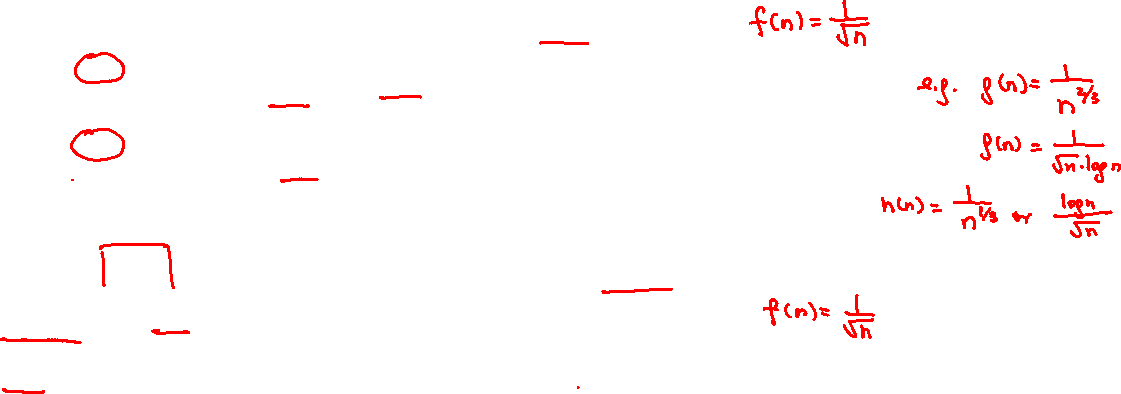 f(n) = 1/√n
e.g. g(n) = 1/n^{2/3}
g(n) = 1/(√n · log n)
h(n) = 1/n^{1/3} or log n/√n
f(n) = 1/√n